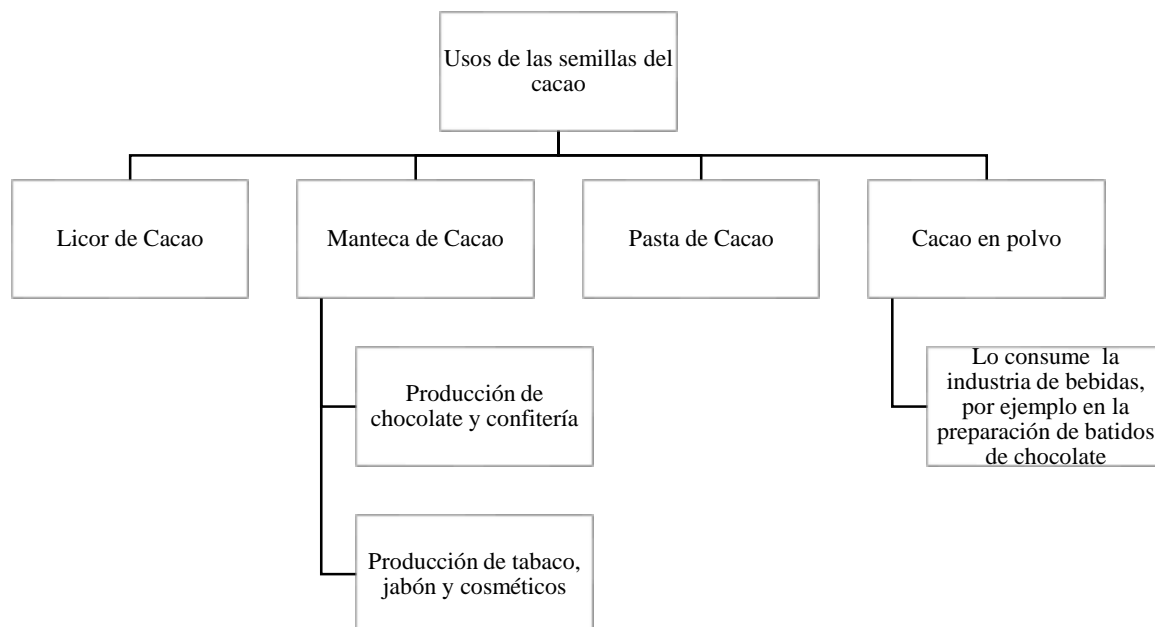 Usos de las semillas del
cacao
Licor de Cacao
Manteca de Cacao
Pasta de Cacao
Cacao en polvo
Producción de
chocolate y confitería
Lo consume  la
industria de bebidas,
por ejemplo en la
preparación de batidos
de chocolate
Producción de tabaco,
jabón y cosméticos